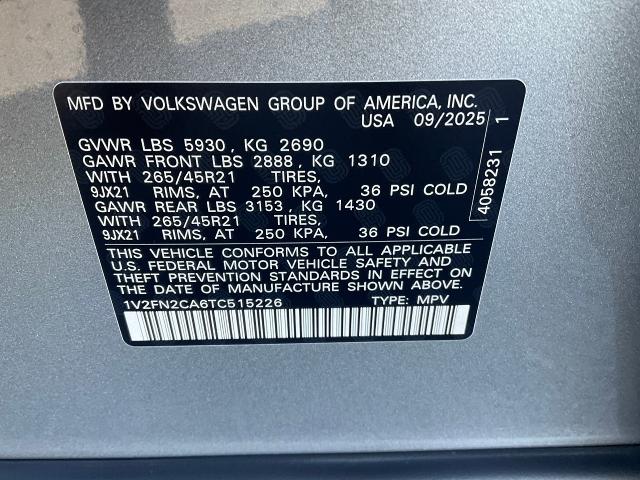 MFD BY VOLKSWAGEN GROUP OF AMERICA, INC.
USA 09/2025
GVWR LBS 5930 , KG 2690
GAWR FRONT LBS 2888 , KG 1310
WITH 265/45R21 TIRES,
9JX21 RIMS, AT 250 KPA, 36 PSI COLD
GAWR REAR LBS 3153 , KG 1430
WITH 265/45R21 TIRES,
9JX21 RIMS, AT 250 KPA, 36 PSI COLD
THIS VEHICLE CONFORMS TO ALL APPLICABLE
U.S. FEDERAL MOTOR VEHICLE SAFETY AND
THEFT PREVENTION STANDARDS IN EFFECT ON
THE DATE OF MANUFACTURE SHOWN ABOVE.
1V2FN2CA6TC515226 TYPE: MPV
4058231 1